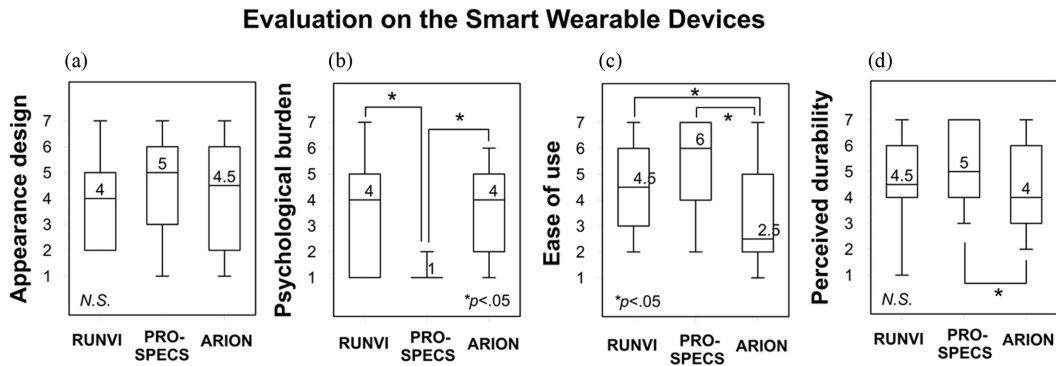 Evaluation on the Smart Wearable Devices
(a)
Appearance design
7
6
5
4
3
2
1
4
5
4.5
N.S.
RUNVI
PRO-
SPECS
ARION
(b)
Psychological burden
7
6
5
4
3
2
1
*
*
4
1
4
*p<.05
RUNVI
PRO-
SPECS
ARION
(c)
Ease of use
7
6
5
4
3
2
1
*
*
4.5
6
2.5
*p<.05
RUNVI
PRO-
SPECS
ARION
(d)
Perceived durability
7
6
5
4
3
2
1
4.5
5
4
*
N.S.
RUNVI
PRO-
SPECS
ARION